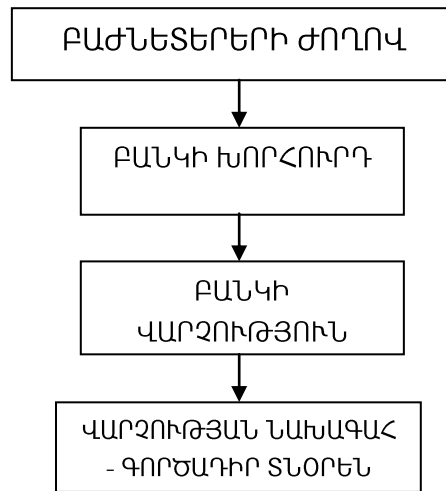 ԲԱԺՆԵՏԵՐԵՐԻ ԺՈՂՈՎ
ԲԱՆԿԻ ԽՈՐՀՈՒՐԴ
ԲԱՆԿԻ
ՎԱՐՉՈՒԹՅՈՒՆ
ՎԱՐՉՈՒԹՅԱՆ ՆԱԽԱԳԱՀ
- ԳՈՐԾԱԴԻՐ ՏՆՕՐԵՆ